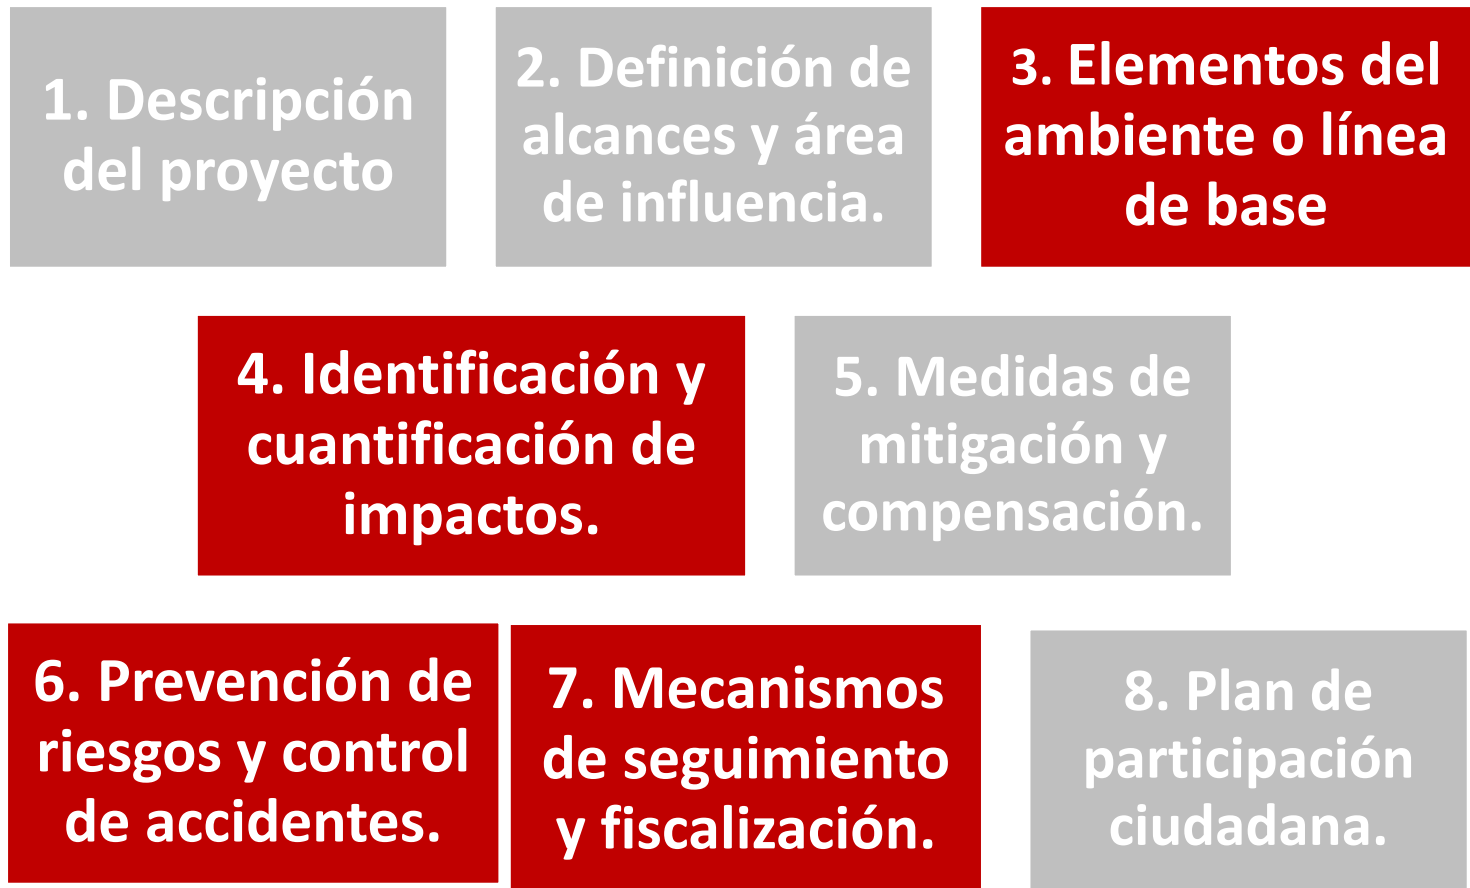 1. Descripción
del proyecto
2. Definición de
alcances y área
de influencia.
3. Elementos del
ambiente o línea
de base
4. Identificación y
cuantificación de
impactos.
5. Medidas de
mitigación y
compensación.
6. Prevención de
riesgos y control
de accidentes.
7. Mecanismos
de seguimiento
y fiscalización.
8. Plan de
participación
ciudadana.